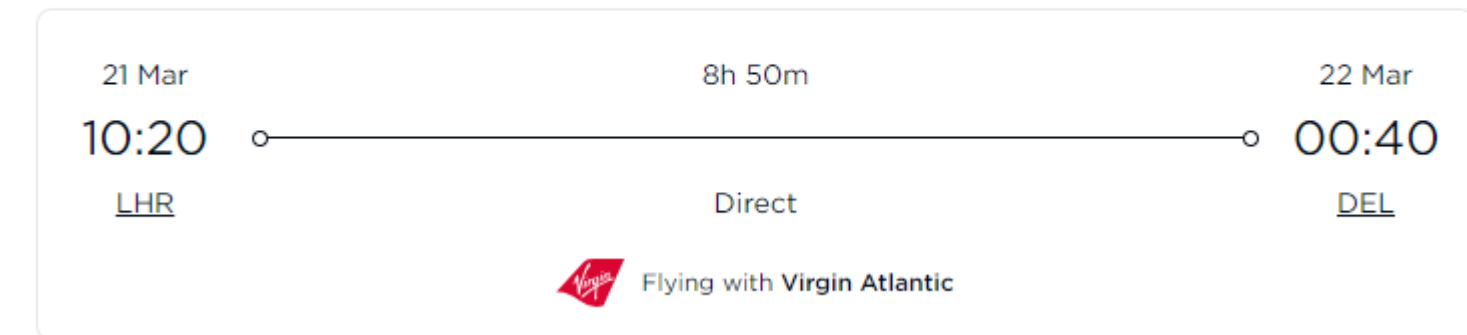 21 Mar 8h 50m 22 Mar
10:20 00:40
LHR Direct DEL
Virgin Flying with Virgin Atlantic